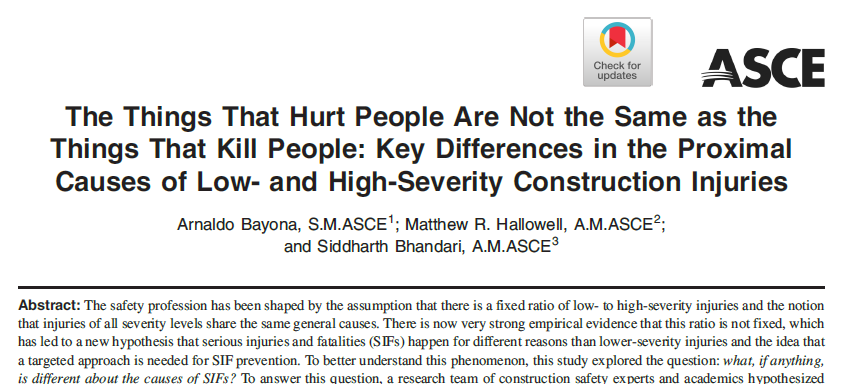 Check for
updates
ASCE
The Things That Hurt People Are Not the Same as the
Things That Kill People: Key Differences in the Proximal
Causes of Low- and High-Severity Construction Injuries
Arnaldo Bayona, S.M.ASCE1; Matthew R. Hallowell, A.M.ASCE2;
and Siddharth Bhandari, A.M.ASCE3
Abstract: The safety profession has been shaped by the assumption that there is a fixed ratio of low- to high-severity injuries and the notion
that injuries of all severity levels share the same general causes. There is now very strong empirical evidence that this ratio is not fixed, which
has led to a new hypothesis that serious injuries and fatalities (SIFs) happen for different reasons than lower-severity injuries and the idea that
a targeted approach is needed for SIF prevention. To better understand this phenomenon, this study explored the question: what, if anything,
is different about the causes of SIFs? To answer this question, a research team of construction safety experts and academics hypothesized